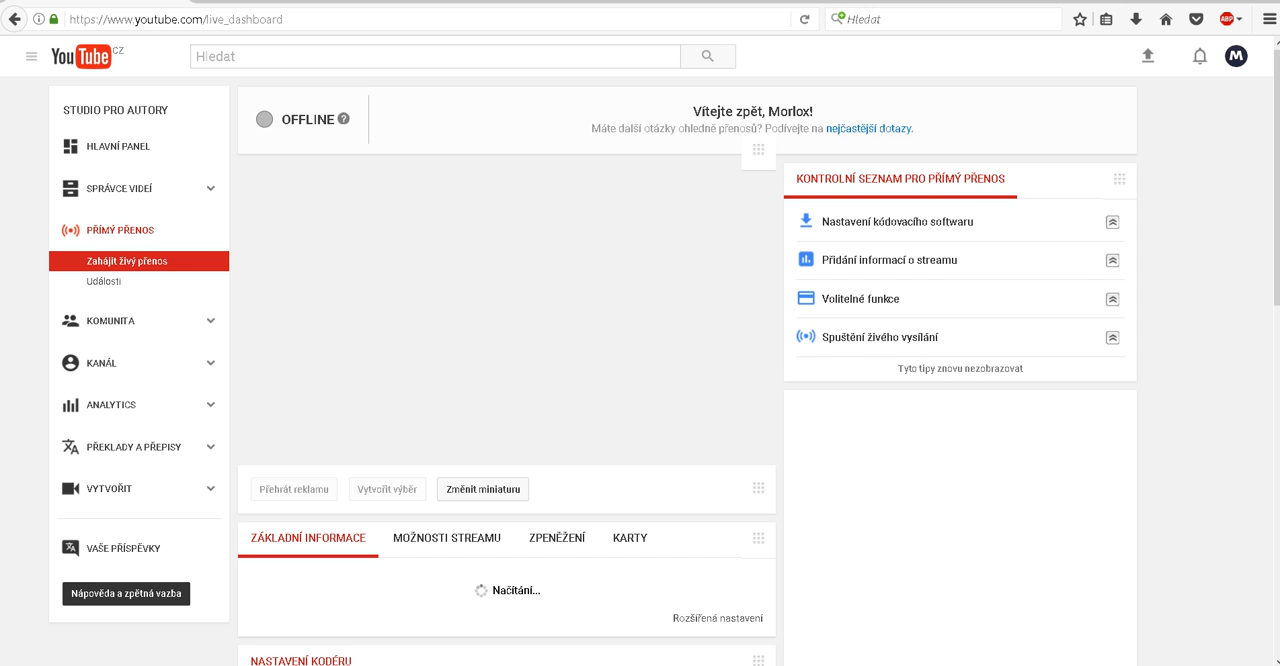 https://www.youtube.com/live_dashboard
Hledat
ABP
YouTube CZ
Hledat
M
STUDIO PRO AUTORY
HLAVNÍ PANEL
SPRÁVCE VIDEÍ
PŘÍMÝ PŘENOS
Zahájit živý přenos
Události
KOMUNITA
KANÁL
ANALYTICS
PŘEKLADY A PŘEPISY
VYTVOŘIT
VAŠE PŘÍSPĚVKY
Nápověda a zpětná vazba
OFFLINE ?
Vítejte zpět, Morlox!
Máte další otázky ohledně přenosů? Podívejte na nejčastější dotazy.
Přehrát reklamu
Vytvořit výběr
Změnit miniaturu
ZÁKLADNÍ INFORMACE
MOŽNOSTI STREAMU
ZPENĚŽENÍ
KARTY
Načítání...
Rozšířená nastavení
NASTAVENÍ KODÉRU
KONTROLNÍ SEZNAM PRO PŘÍMÝ PŘENOS
Nastavení kódovacího softwaru
Přidání informací o streamu
Volitelné funkce
Spuštění živého vysílání
Tyto tipy znovu nezobrazovat